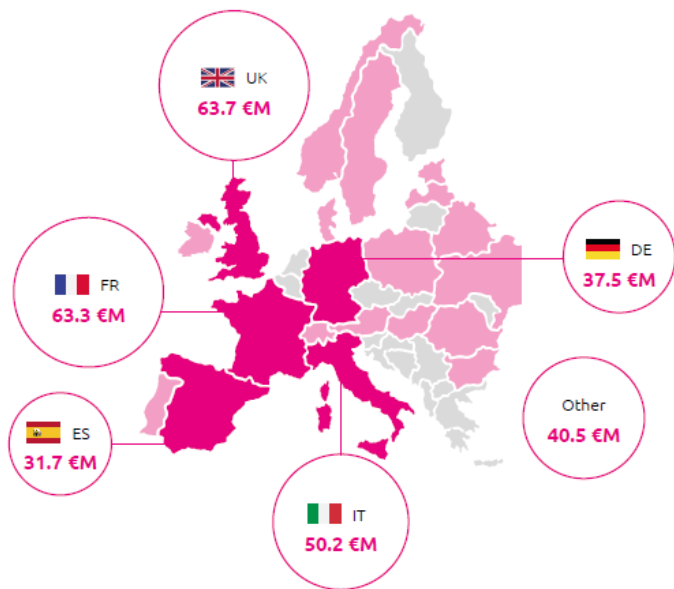 UK
63.7 €M
DE
37.5 €M
FR
63.3 €M
Other
40.5 €M
ES
31.7 €M
IT
50.2 €M